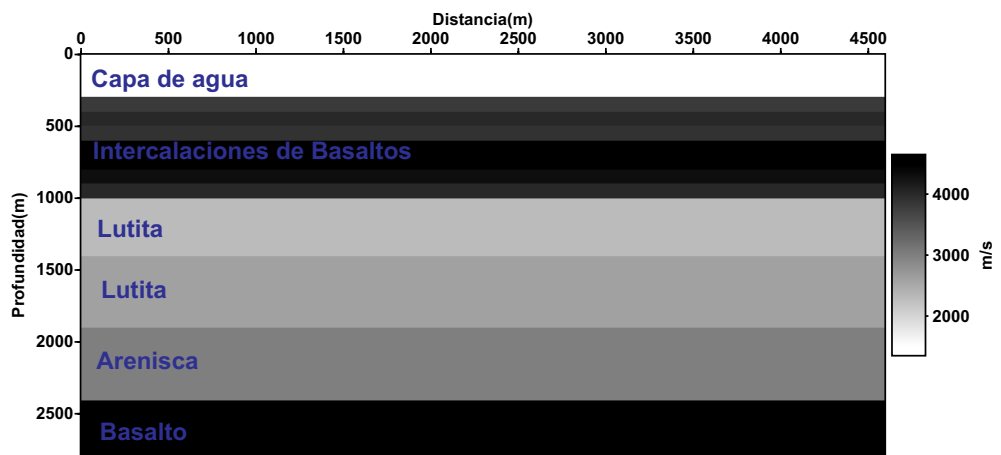 Distancia(m)
0 500 1000 1500 2000 2500 3000 3500 4000 4500
0
Capa de agua
500
Intercalaciones de Basaltos
1000
Lutita
1500
Lutita
2000
Arenisca
2500
Basalto
Profundidad(m)
4000
3000
2000
m/s